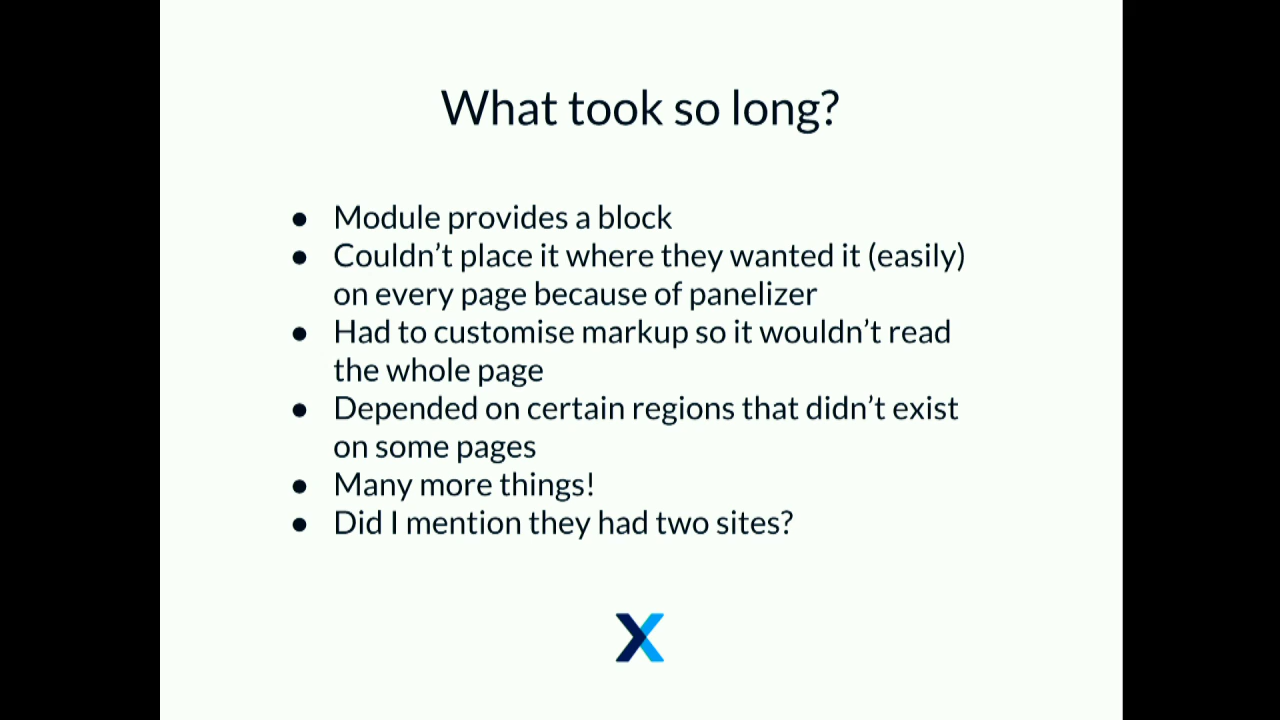 What took so long?
● Module provides a block
● Couldn’t place it where they wanted it (easily)
on every page because of panelizer
● Had to customise markup so it wouldn’t read
the whole page
● Depended on certain regions that didn’t exist
on some pages
● Many more things!
● Did I mention they had two sites?
X